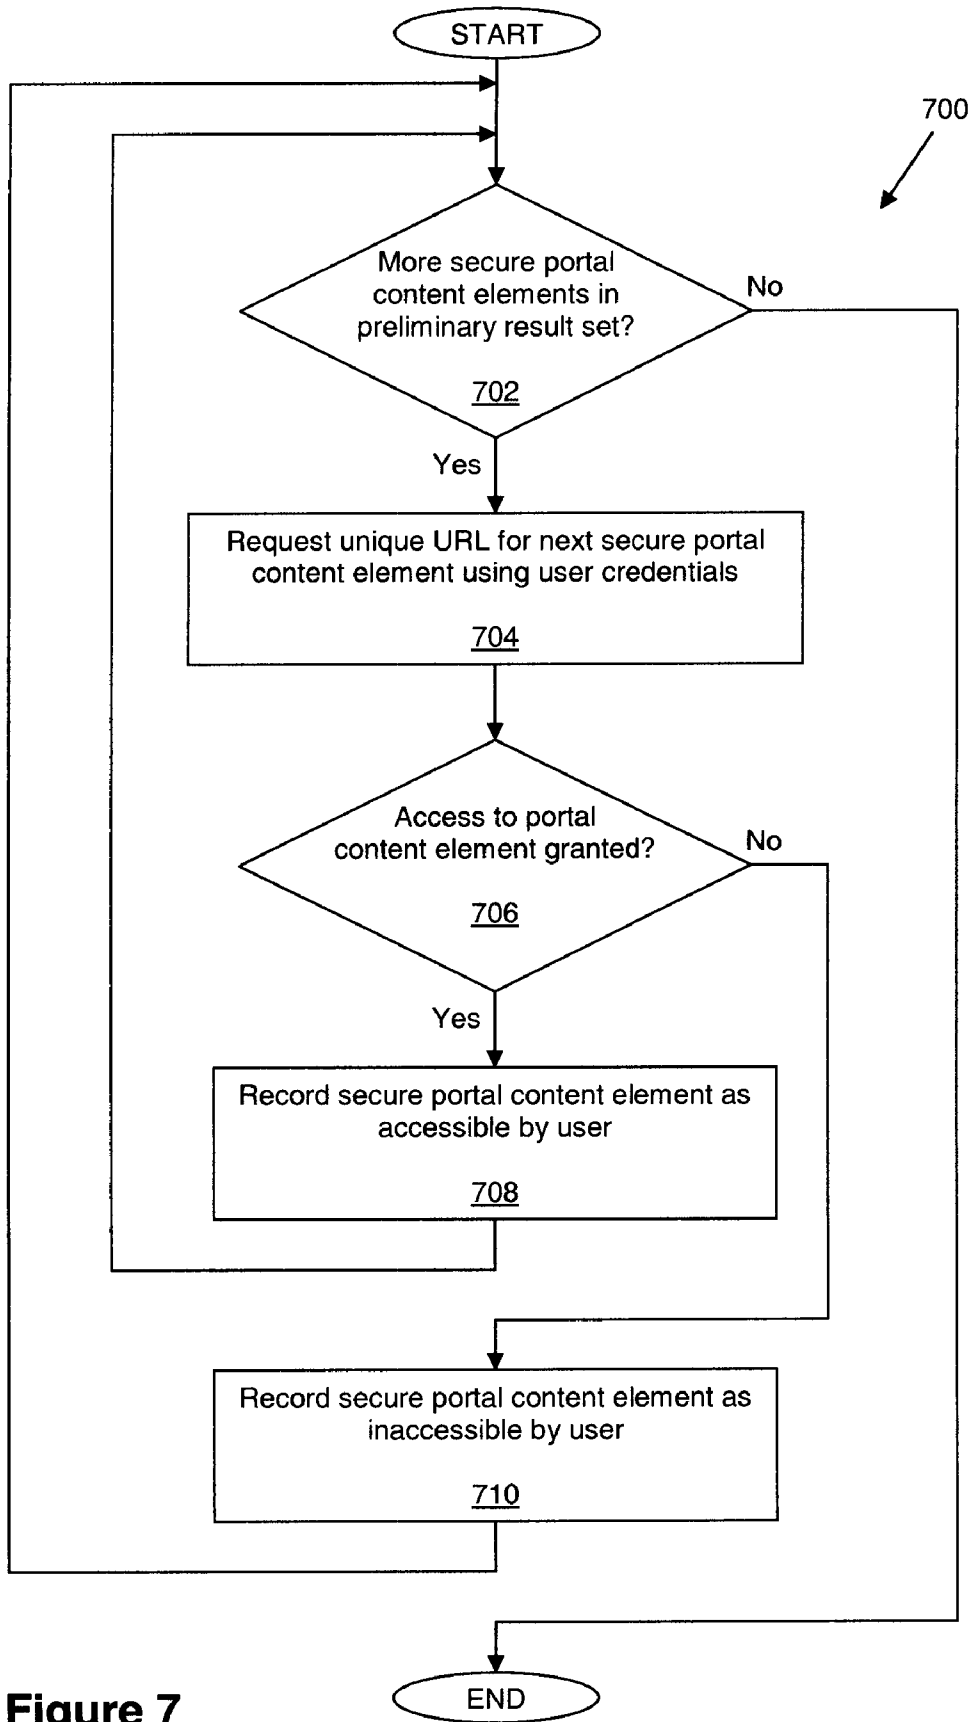 START
700
More secure portal
content elements in
preliminary result set?
No
702
Yes
Request unique URL for next secure portal
content element using user credentials
704
Access to portal
content element granted?
No
706
Yes
Record secure portal content element as
accessible by user
708
Record secure portal content element as
inaccessible by user
710
END
Figure 7